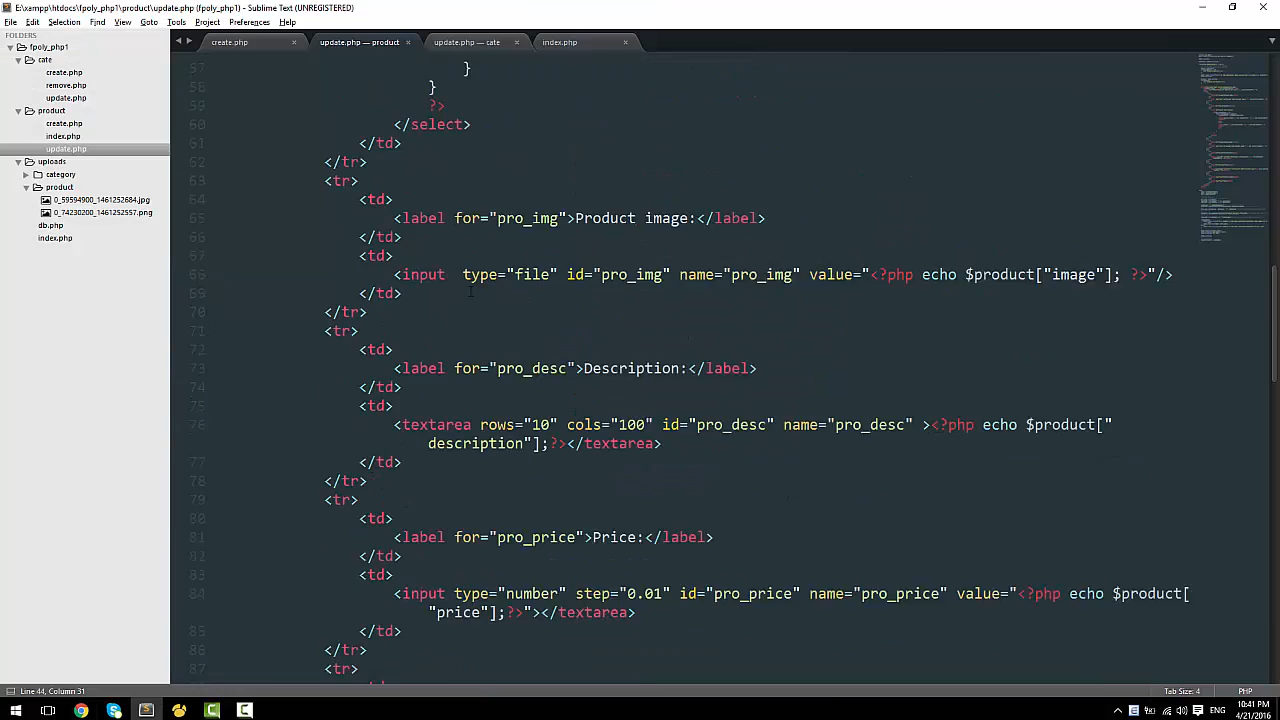 E:\xampp\htdocs\fpoly_php1\product\update.php (fpoly_php1) - Sublime Text (UNREGISTERED)
File Edit Selection Find View Goto Tools Project Preferences Help
FOLDERS
fpoly_php1
cate
create.php
remove.php
update.php
product
create.php
index.php
update.php
uploads
category
product
0_59594900_1461252684.jpg
0_74230200_1461252557.png
db.php
index.php
create.php update.php — product update.php — cate index.php
57 }
58 }
59 ?>
60 </select>
61 </td>
62 </tr>
63 <tr>
64 <td>
65 <label for="pro_img">Product image:</label>
66 </td>
67 <td>
68 <input type="file" id="pro_img" name="pro_img" value="<?php echo $product["image"]; ?>"/>
69 </td>
70 </tr>
71 <tr>
72 <td>
73 <label for="pro_desc">Description:</label>
74 </td>
75 <td>
76 <textarea rows="10" cols="100" id="pro_desc" name="pro_desc" ><?php echo $product["
description"];?></textarea>
77 </td>
78 </tr>
79 <tr>
80 <td>
81 <label for="pro_price">Price:</label>
82 </td>
83 <td>
84 <input type="number" step="0.01" id="pro_price" name="pro_price" value="<?php echo $product[
"price"];?>"></textarea>
85 </td>
86 </tr>
87 <tr>
Line 44, Column 31
Tab Size: 4 PHP
ENG
10:41 PM
4/21/2016